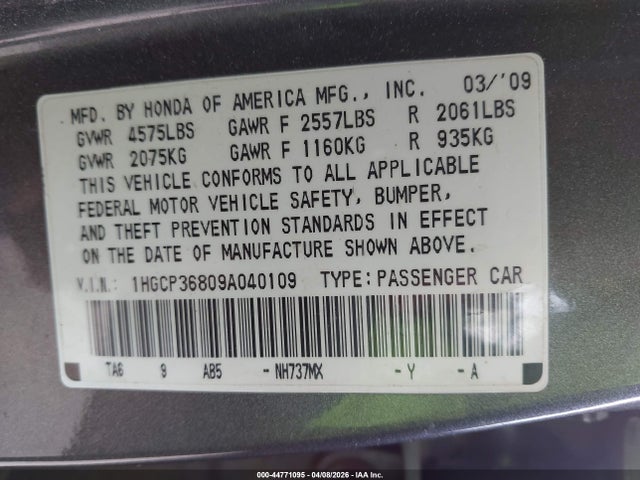 MFD. BY HONDA OF AMERICA MFG., INC. 03/'09
GVWR 4575LBS GAWR F 2557LBS R 2061LBS
GVWR 2075KG GAWR F 1160KG R 935KG
THIS VEHICLE CONFORMS TO ALL APPLICABLE
FEDERAL MOTOR VEHICLE SAFETY, BUMPER,
AND THEFT PREVENTION STANDARDS IN EFFECT
ON THE DATE OF MANUFACTURE SHOWN ABOVE.
V.I.N.: 1HGCP36809A040109 TYPE:PASSENGER CAR
TA6 9 AB5 - NH737MX - Y - A
000-44771095 04/08/2026 - IAA Inc.